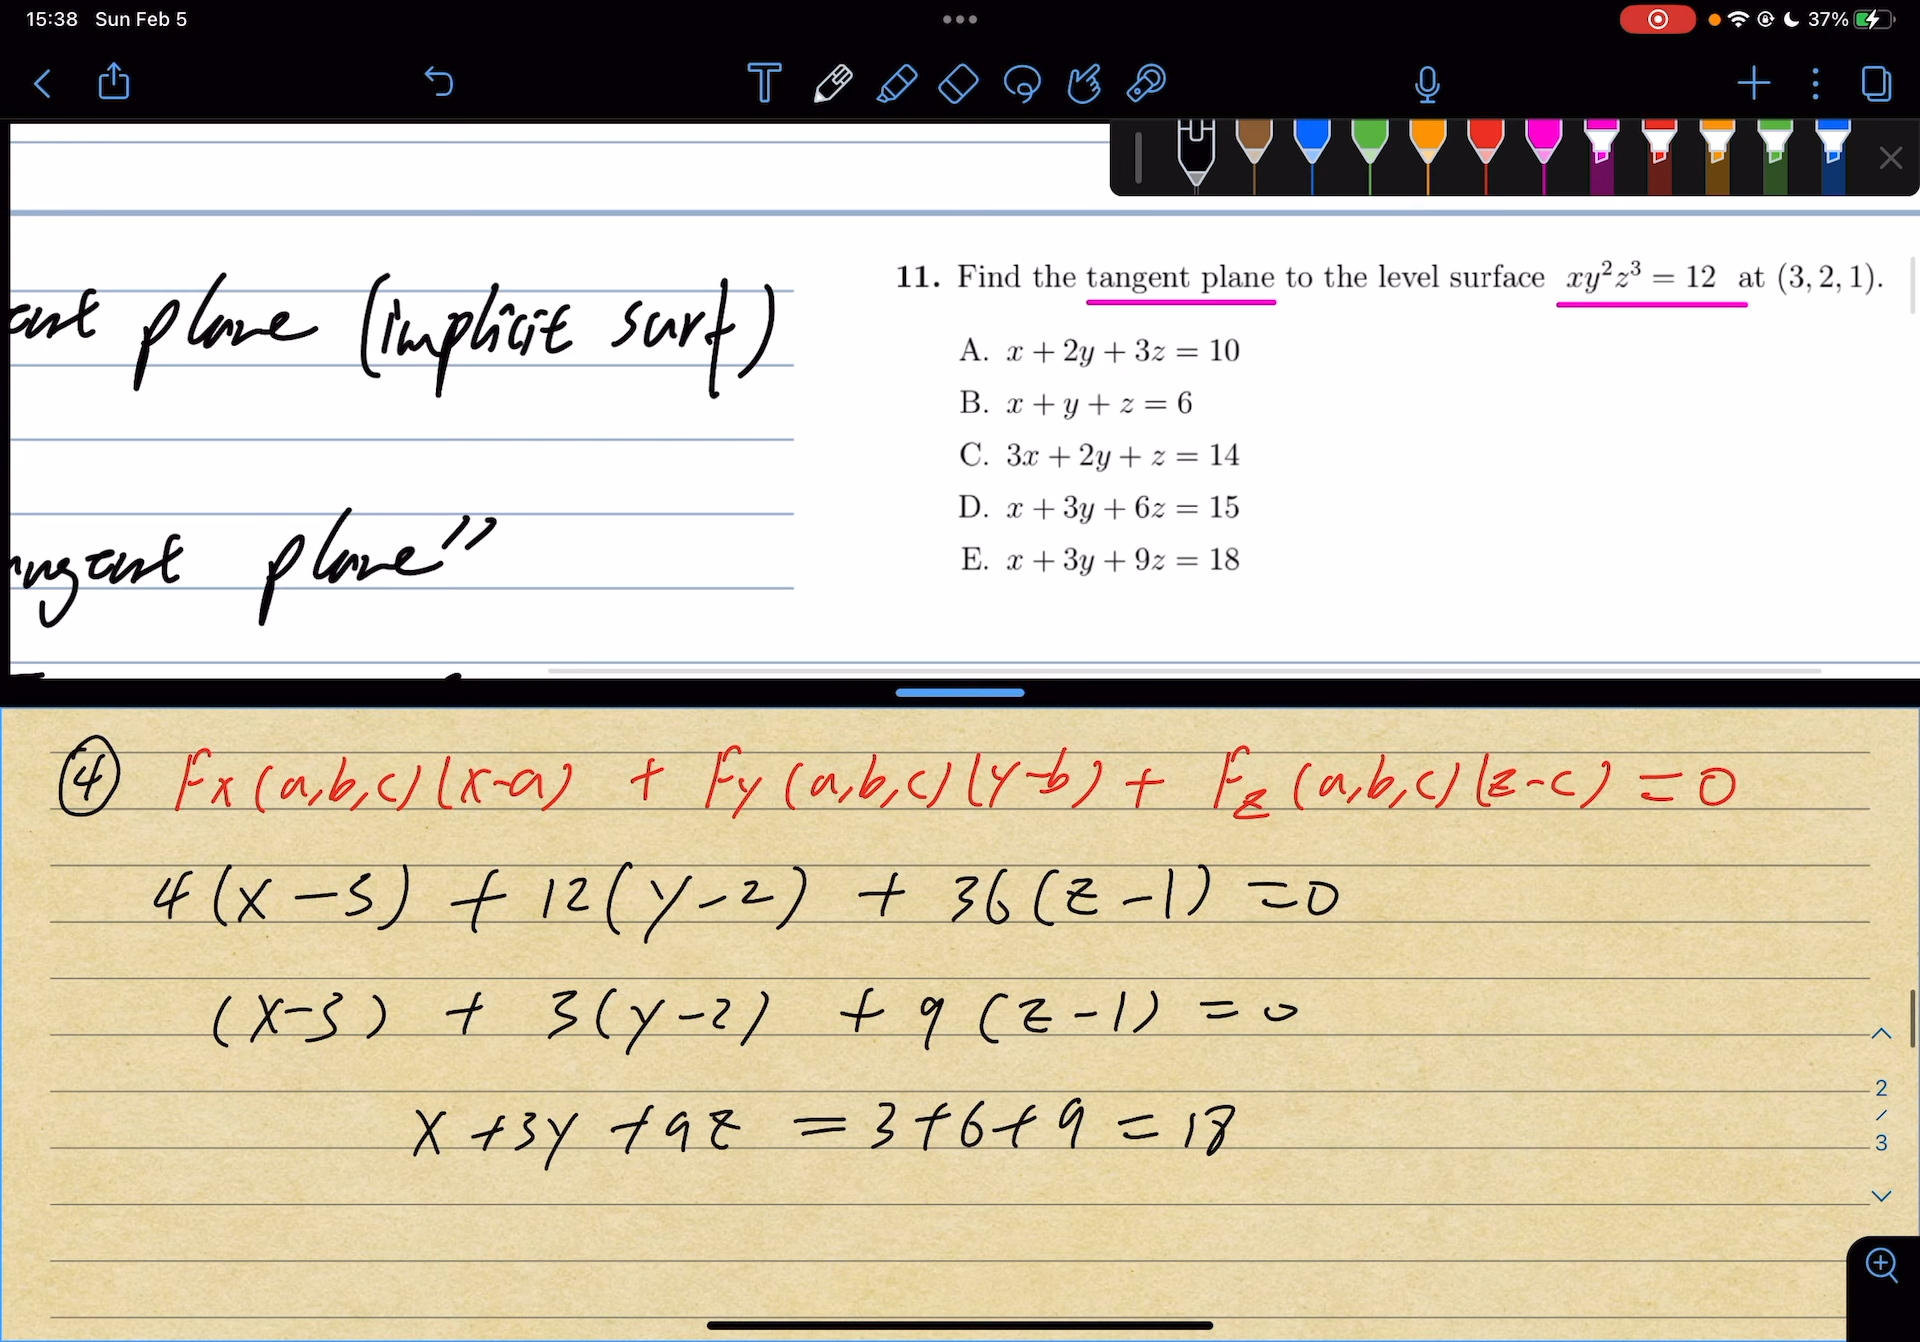 15:38 Sun Feb 5
37%
plane (implicit surf)
plane"
11. Find the tangent plane to the level surface xy²z³ = 12 at (3, 2, 1).
A. x + 2y + 3z = 10
B. x + y + z = 6
C. 3x + 2y + z = 14
D. x + 3y + 6z = 15
E. x + 3y + 9z = 18
④ Fx(a,b,c)(x-a) + Fy(a,b,c)(y-b) + Fz(a,b,c)(z-c) = 0
4(x-3) + 12(y-2) + 36(z-1) = 0
(x-3) + 3(y-2) + 9(z-1) = 0
x+3y+9z = 3+6+9 = 18
2
/
3